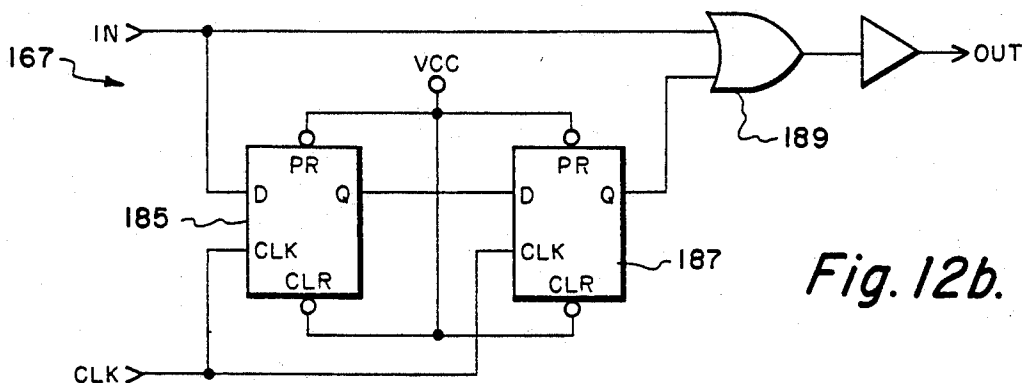 IN
167
VCC
OUT
189
PR
PR
D
Q
D
Q
185
CLK
CLK
187
CLR
CLR
Fig. 12b.
CLK